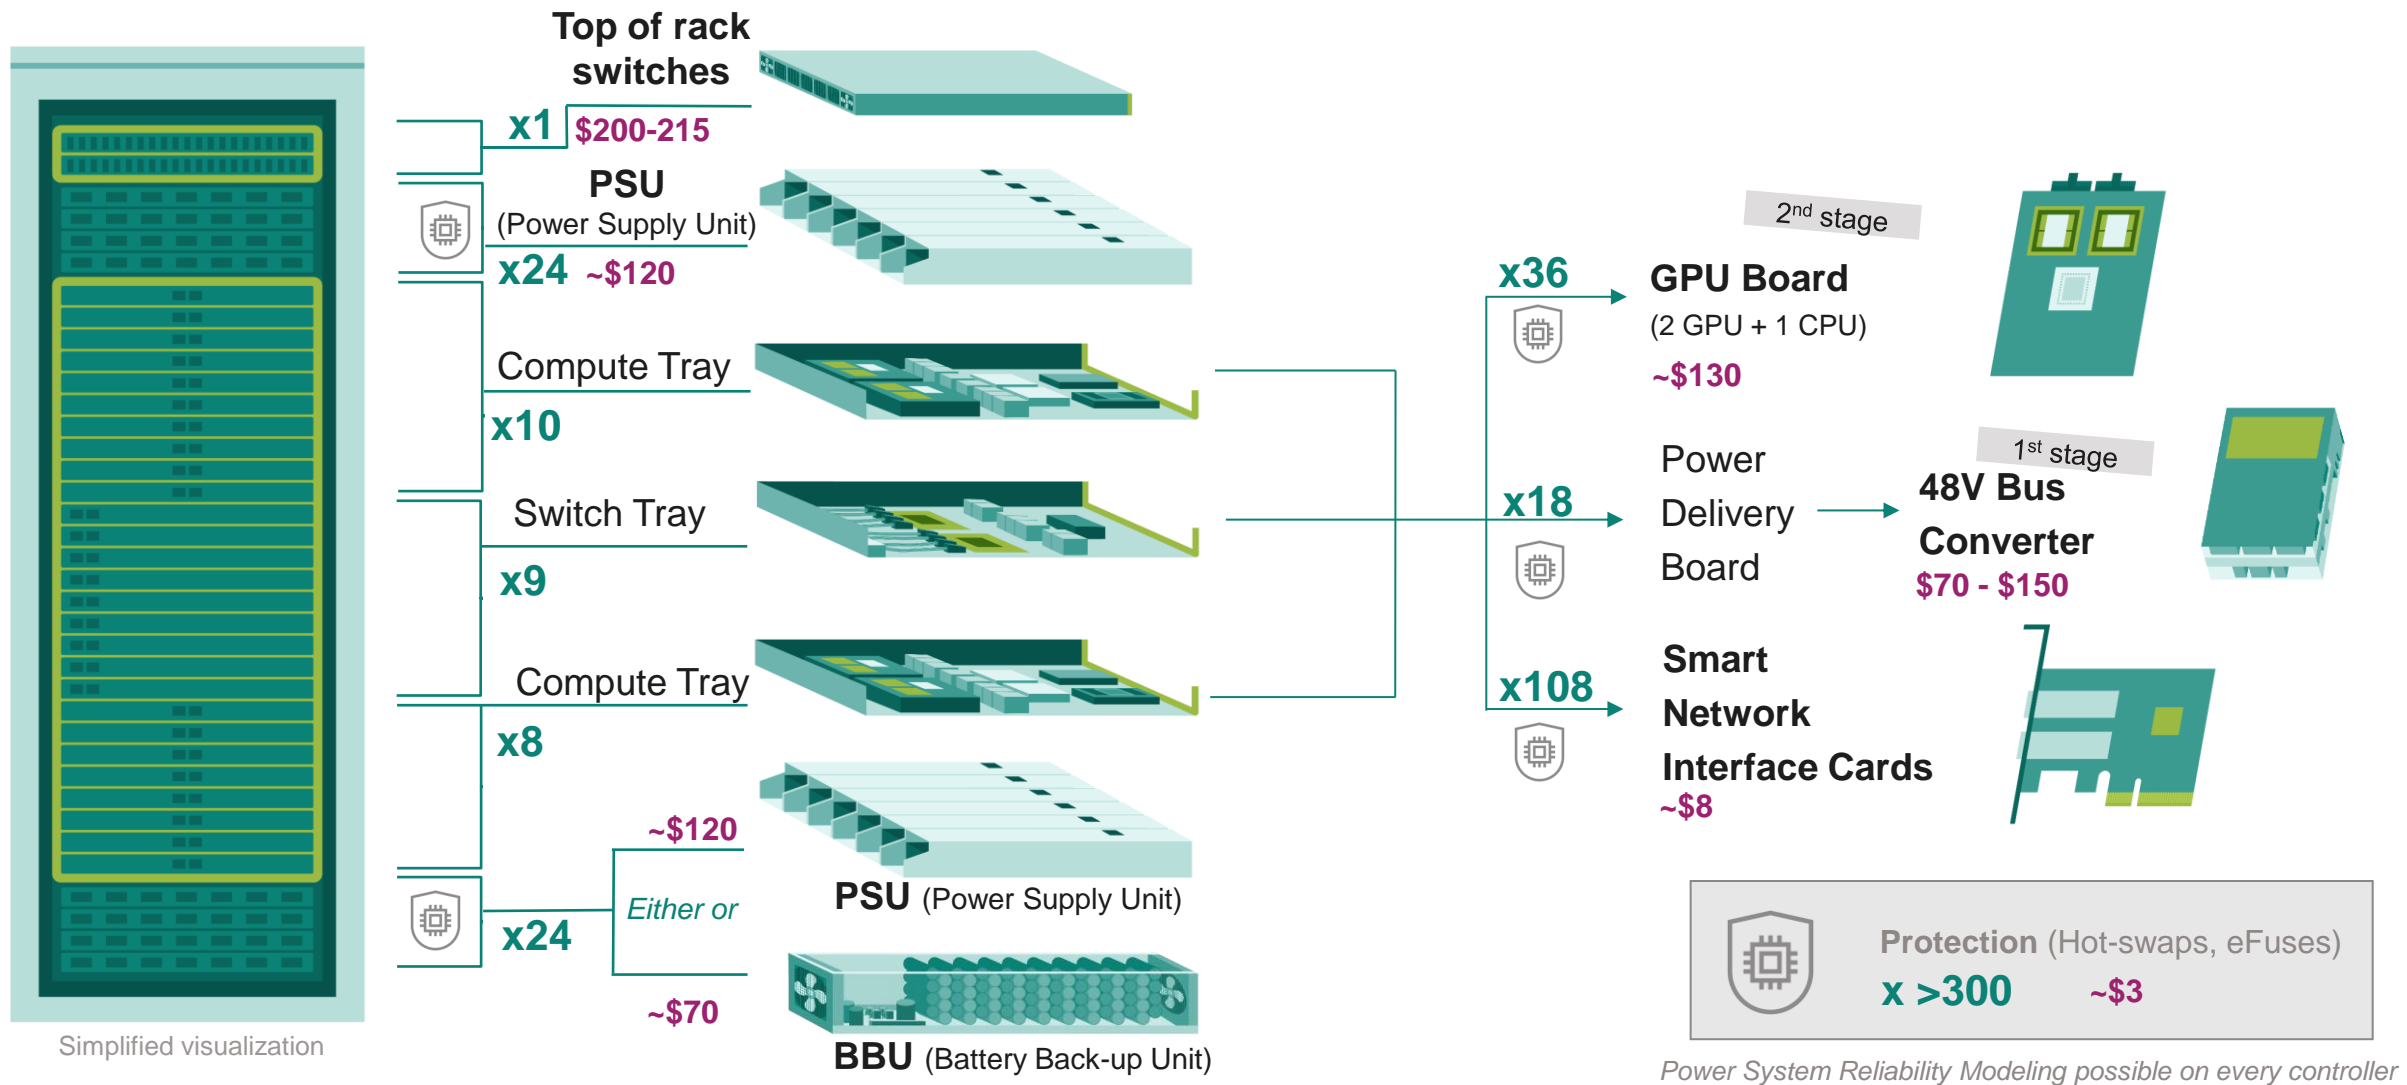 Top of rack
switches
x1
$200-215
PSU
(Power Supply Unit)
x24 ~$120
Compute Tray
x10
Switch Tray
x9
Compute Tray
x8
~$120
Either or
x24
PSU (Power Supply Unit)
~$70
BBU (Battery Back-up Unit)
Simplified visualization
2nd stage
x36
GPU Board
(2 GPU + 1 CPU)
~$130
x18
Power
Delivery
Board
1st stage
48V Bus
Converter
$70 - $150
x108
Smart
Network
Interface Cards
~$8
Protection (Hot-swaps, eFuses)
x >300 ~$3
Power System Reliability Modeling possible on every controller